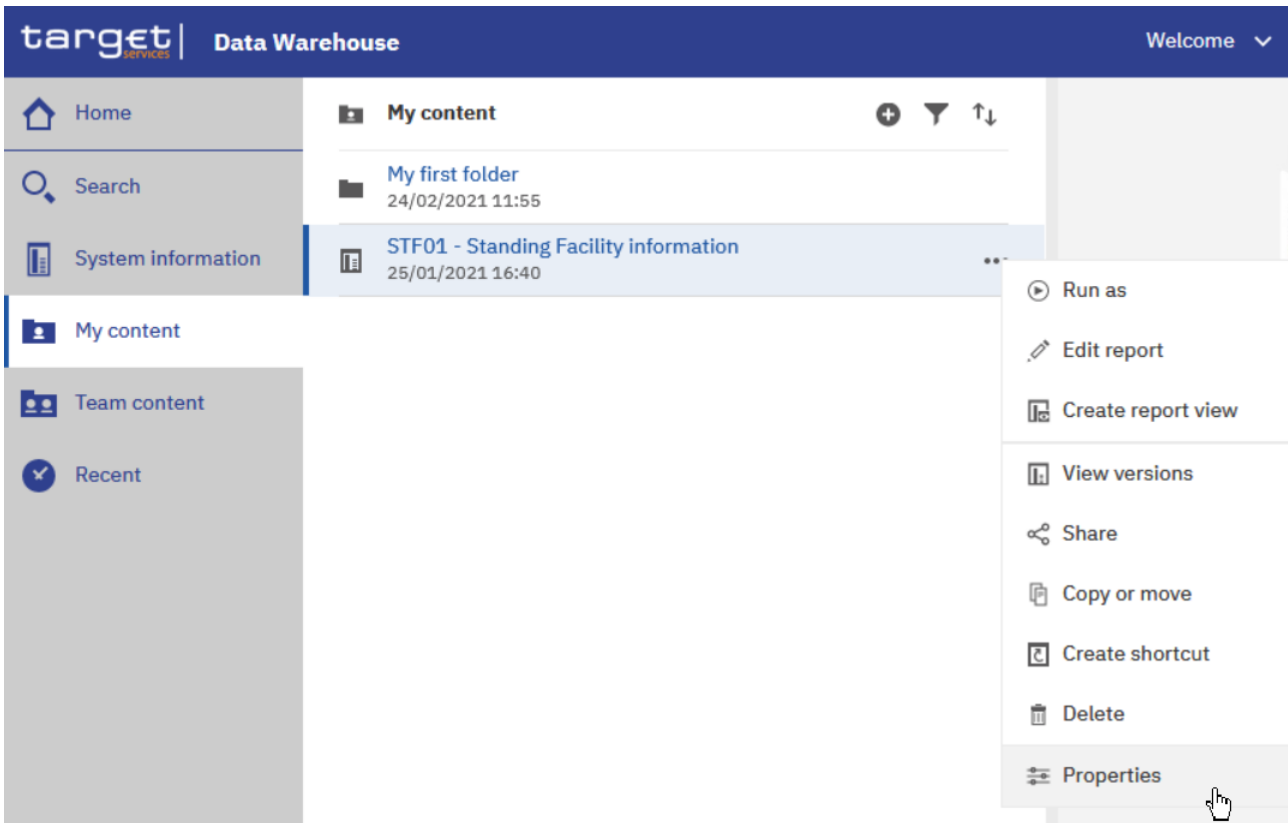 target
services
Data Warehouse
Welcome
Home
Search
System information
My content
Team content
Recent
My content
My first folder
24/02/2021 11:55
STF01 - Standing Facility information
25/01/2021 16:40
Run as
Edit report
Create report view
View versions
Share
Copy or move
Create shortcut
Delete
Properties